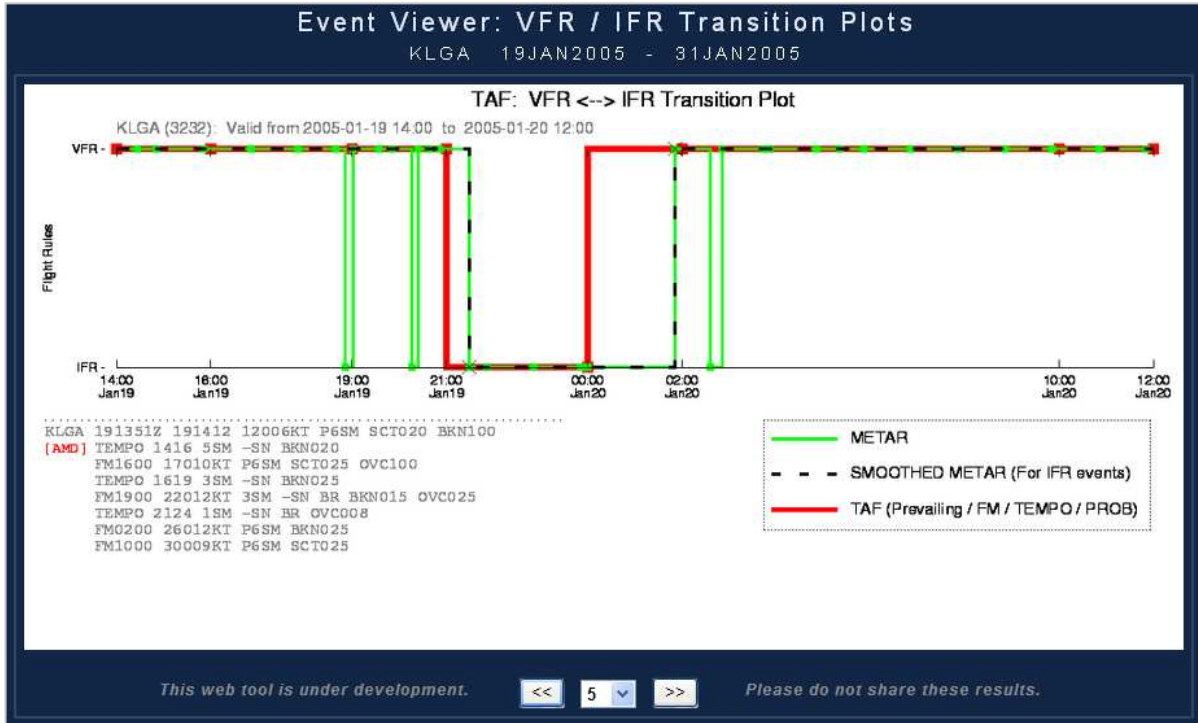 Event Viewer: VFR / IFR Transition Plots
KLGA 19JAN2005 - 31JAN2005
TAF: VFR <--> IFR Transition Plot
KLGA (3232): Valid from 2005-01-19 14:00 to 2005-01-20 12:00
VFR -
Flight Rules
IFR -
14:00 16:00 19:00 21:00 00:00 02:00 10:00 12:00
Jan19 Jan19 Jan19 Jan19 Jan20 Jan20 Jan20 Jan20
KLGA 191351Z 191412 12006KT P6SM SCT020 BKN100
[AMD] TEMPO 1416 5SM -SN BKN020
FM1600 17010KT P6SM SCT025 OVC100
TEMPO 1619 3SM -SN BKN025
FM1900 22012KT 3SM -SN BR BKN015 OVC025
TEMPO 2124 1SM -SN BR OVC008
FM0200 26012KT P6SM BKN025
FM1000 30009KT P6SM SCT025
METAR
SMOOTHED METAR (For IFR events)
TAF (Prevailing / FM / TEMPO / PROB)
This web tool is under development. << 5 >> Please do not share these results.